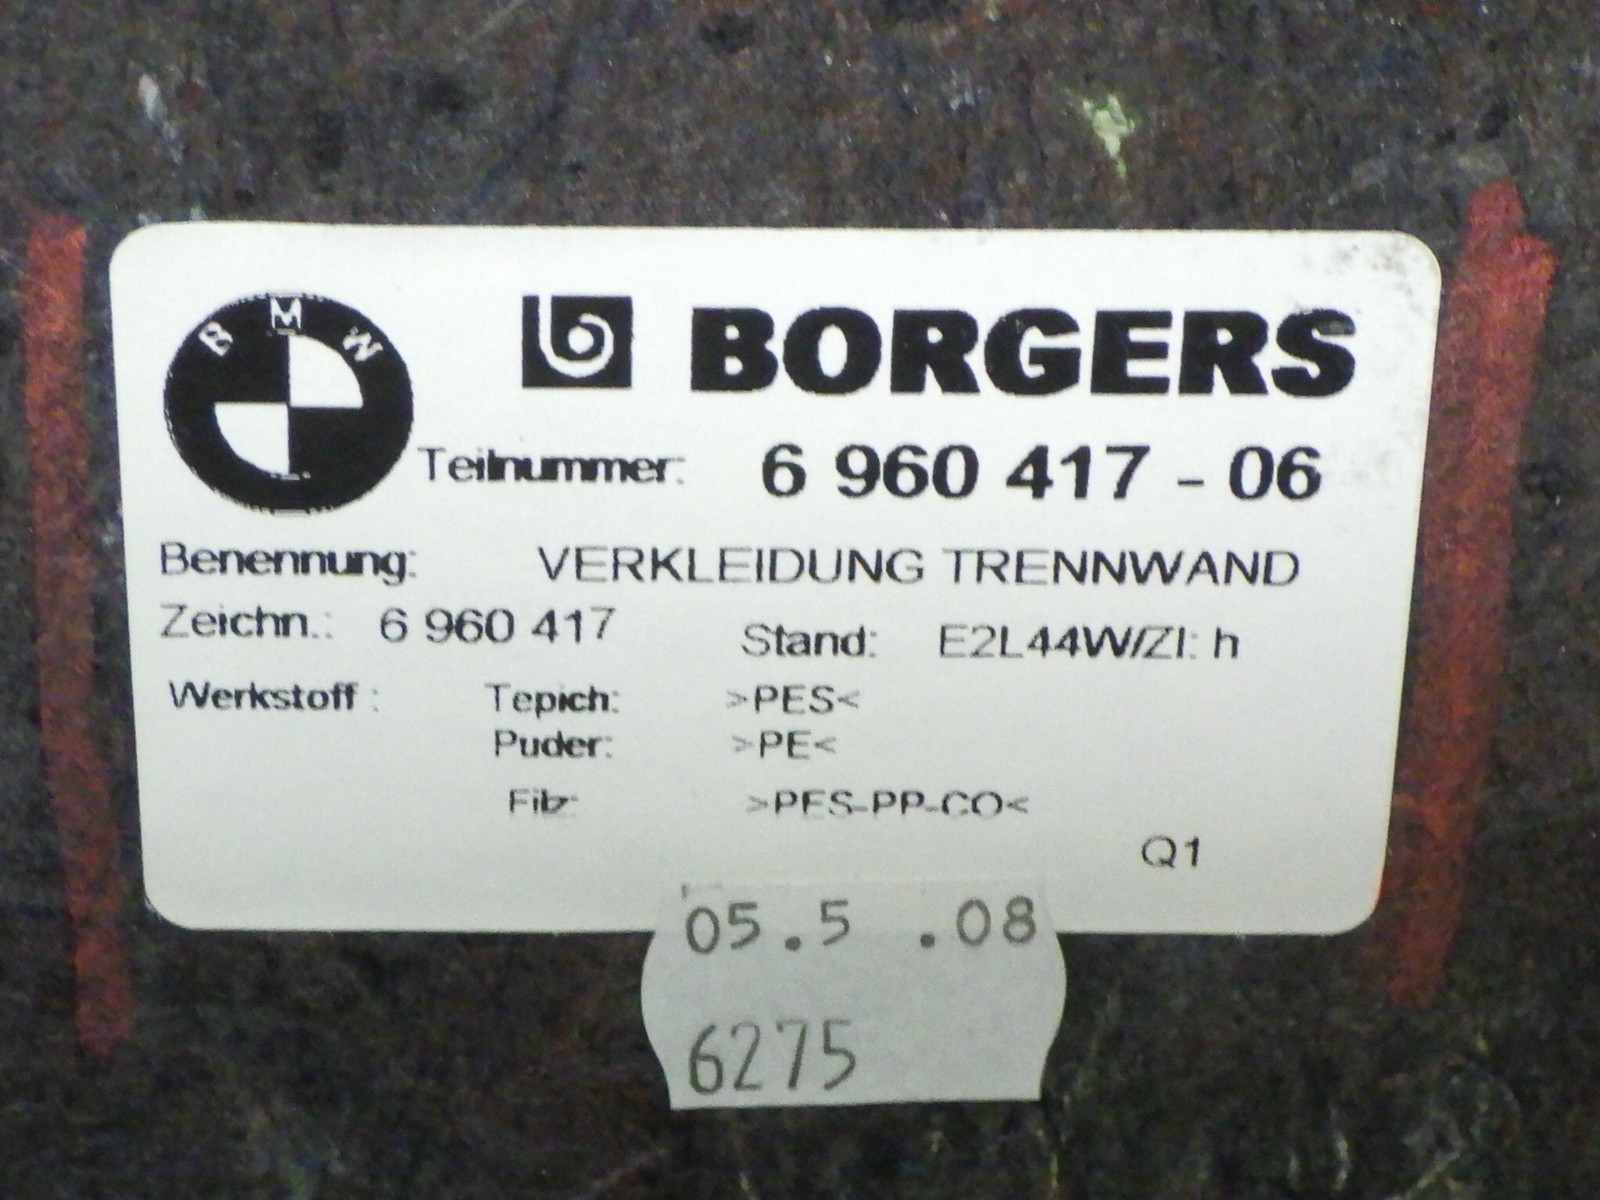 BMW
BORGERS
Teilnummer: 6 960 417 - 06
Benennung: VERKLEIDUNG TRENNWAND
Zeichn.: 6 960 417
Stand: E2L44W/ZI: h
Werkstoff : Tepich: >PES<
Puder: >PE<
Filz: >PES-PP-CO<
Q1
05.5 .08
6275